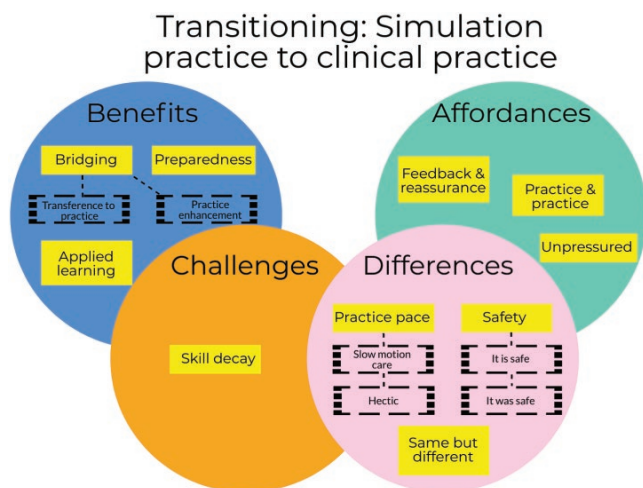 Transitioning: Simulation
practice to clinical practice
Benefits
Bridging
Preparedness
Transference to
practice
Practice
enhancement
Applied
learning
Affordances
Feedback &
reassurance
Practice &
practice
Unpressured
Challenges
Skill decay
Differences
Practice pace
Safety
Slow motion
care
It is safe
Hectic
It was safe
Same but
different